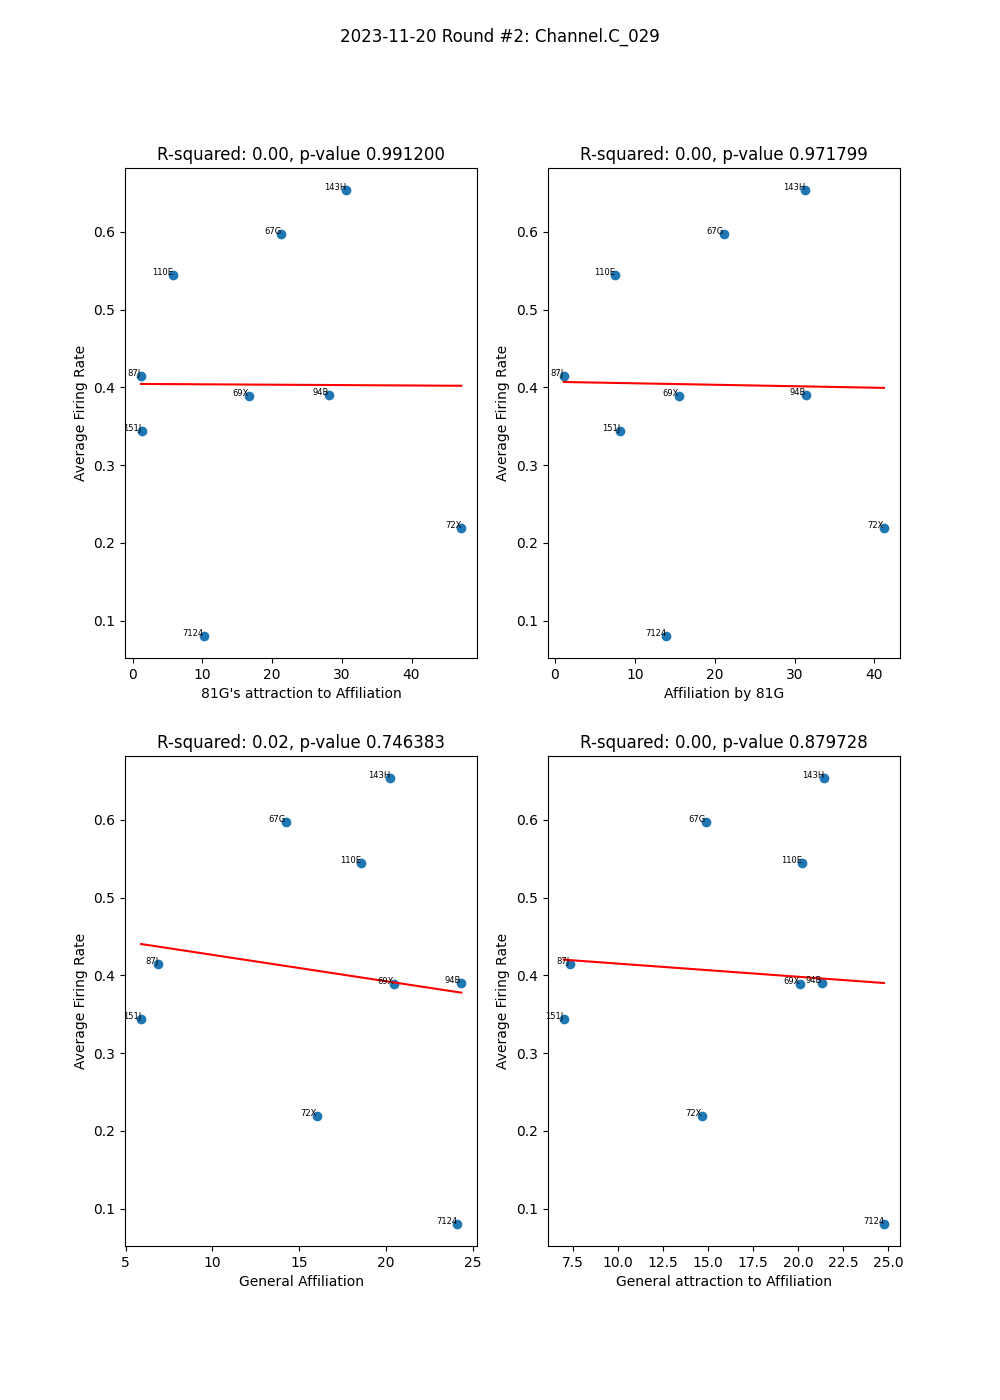 2023-11-20 Round #2: Channel.C_029
R-squared: 0.00, p-value 0.991200
143H
67G
110E
87J
69X
94B
151J
72X
7124
0.6
0.5
0.4
0.3
0.2
0.1
Average Firing Rate
0 10 20 30 40
81G's attraction to Affiliation
R-squared: 0.00, p-value 0.971799
143H
67G
110E
87J
69X
94B
151J
72X
7124
0.6
0.5
0.4
0.3
0.2
0.1
Average Firing Rate
0 10 20 30 40
Affiliation by 81G
R-squared: 0.02, p-value 0.746383
143H
67G
110E
87J
69X
94B
151J
72X
7124
0.6
0.5
0.4
0.3
0.2
0.1
Average Firing Rate
5 10 15 20 25
General Affiliation
R-squared: 0.00, p-value 0.879728
143H
67G
110E
87J
69X
94B
151J
72X
7124
0.6
0.5
0.4
0.3
0.2
0.1
Average Firing Rate
7.5 10.0 12.5 15.0 17.5 20.0 22.5 25.0
General attraction to Affiliation